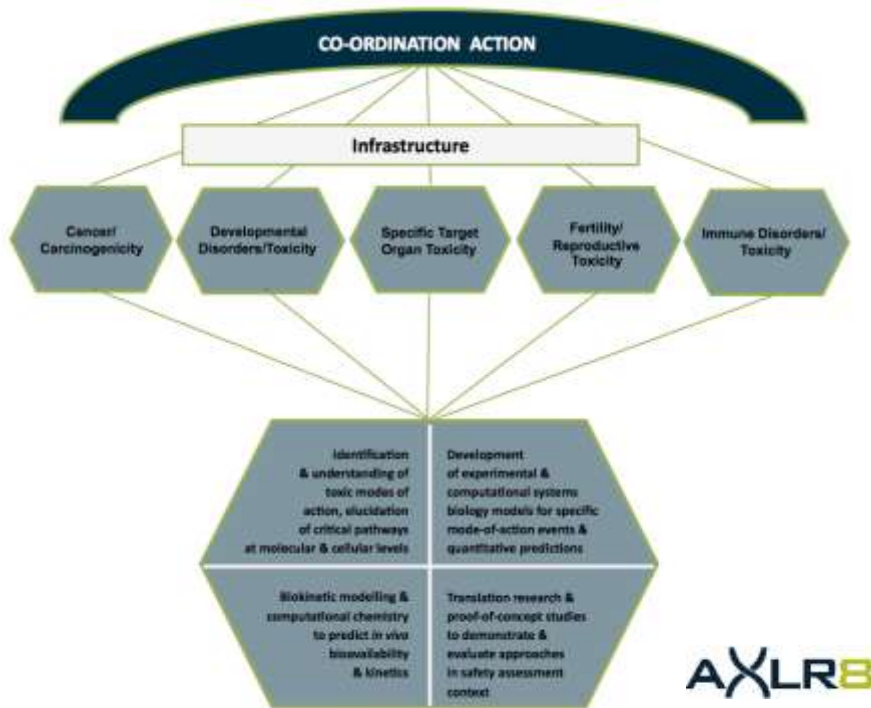 CO-ORDINATION ACTION
Infrastructure
Cancer/
Carcinogenicity
Developmental
Disorders/Toxicity
Specific Target
Organ Toxicity
Fertility/
Reproductive
Toxicity
Immune Disorders/
Toxicity
Identification
& understanding of
toxic modes of
action, elucidation
of critical pathways
at molecular & cellular levels
Development
of experimental &
computational systems
biology models for specific
mode-of-action events &
quantitative predictions
Biokinetic modelling &
computational chemistry
to predict in vivo
bioavailability
& kinetics
Translation research &
proof-of-concept studies
to demonstrate &
evaluate approaches
in safety assessment
context
AXLR8